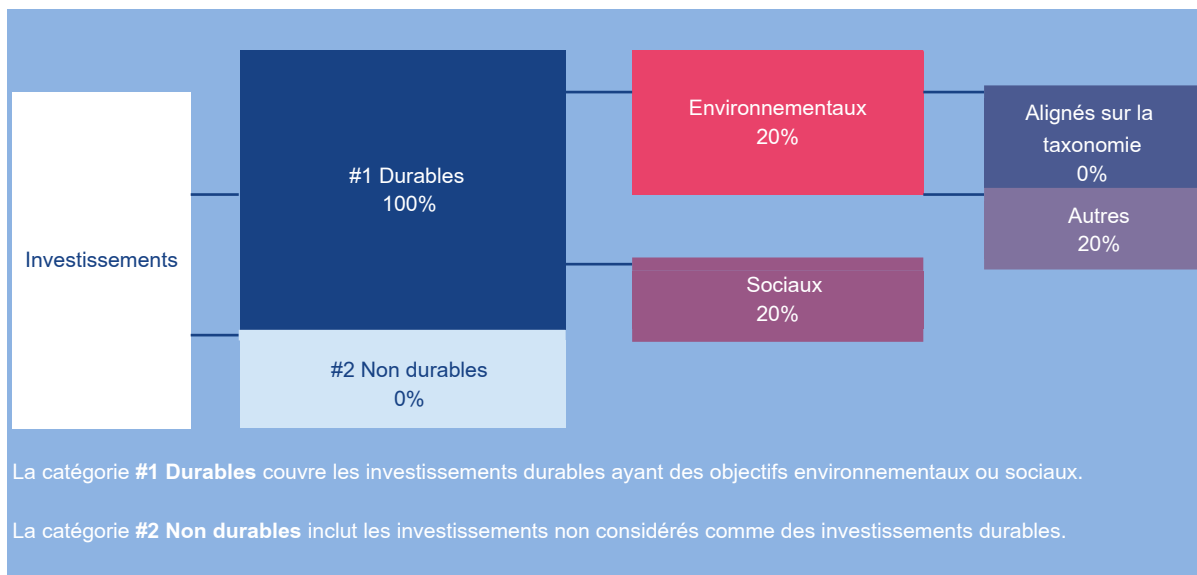 Investissements
#1 Durables
100%
#2 Non durables
0%
Environnementaux
20%
Sociaux
20%
Alignés sur la
taxonomie
0%
Autres
20%
La catégorie #1 Durables couvre les investissements durables ayant des objectifs environnementaux ou sociaux.
La catégorie #2 Non durables inclut les investissements non considérés comme des investissements durables.